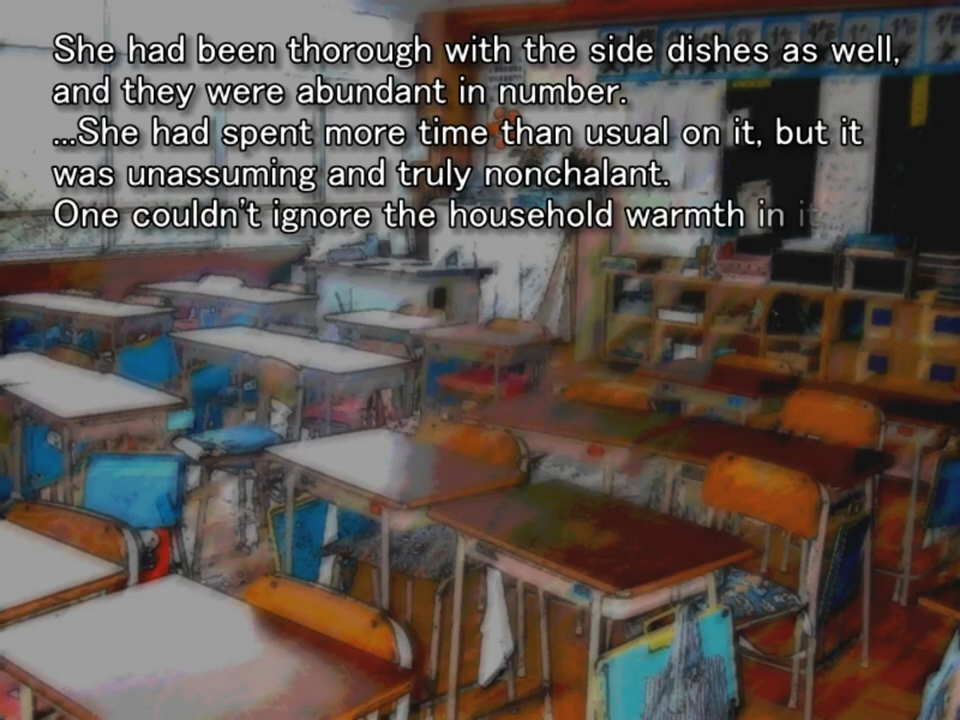 She had been thorough with the side dishes as well,
and they were abundant in number.
...She had spent more time than usual on it, but it
was unassuming and truly nonchalant.
One couldn't ignore the household warmth in it